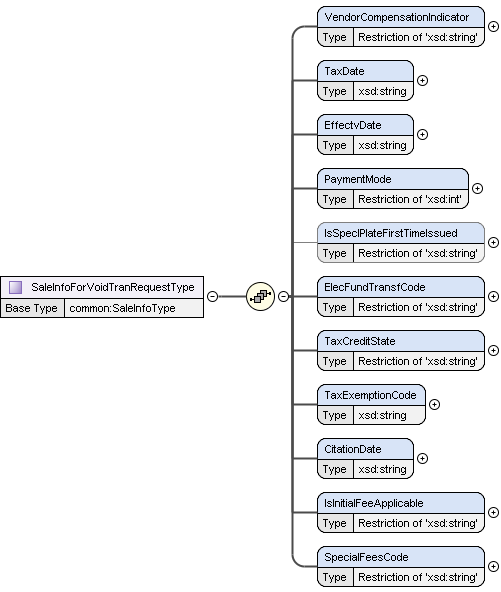 VendorCompensationIndicator
Type Restriction of 'xsd:string'
TaxDate
Type xsd:string
EffectvDate
Type xsd:string
PaymentMode
Type Restriction of 'xsd:int'
IsSpeclPlateFirstTimeIssued
Type Restriction of 'xsd:string'
SaleInfoForVoidTranRequestType
Base Type common:SaleInfoType
ElecFundTransfCode
Type Restriction of 'xsd:string'
TaxCreditState
Type Restriction of 'xsd:string'
TaxExemptionCode
Type xsd:string
CitationDate
Type xsd:string
IsInitialFeeApplicable
Type Restriction of 'xsd:string'
SpecialFeesCode
Type Restriction of 'xsd:string'